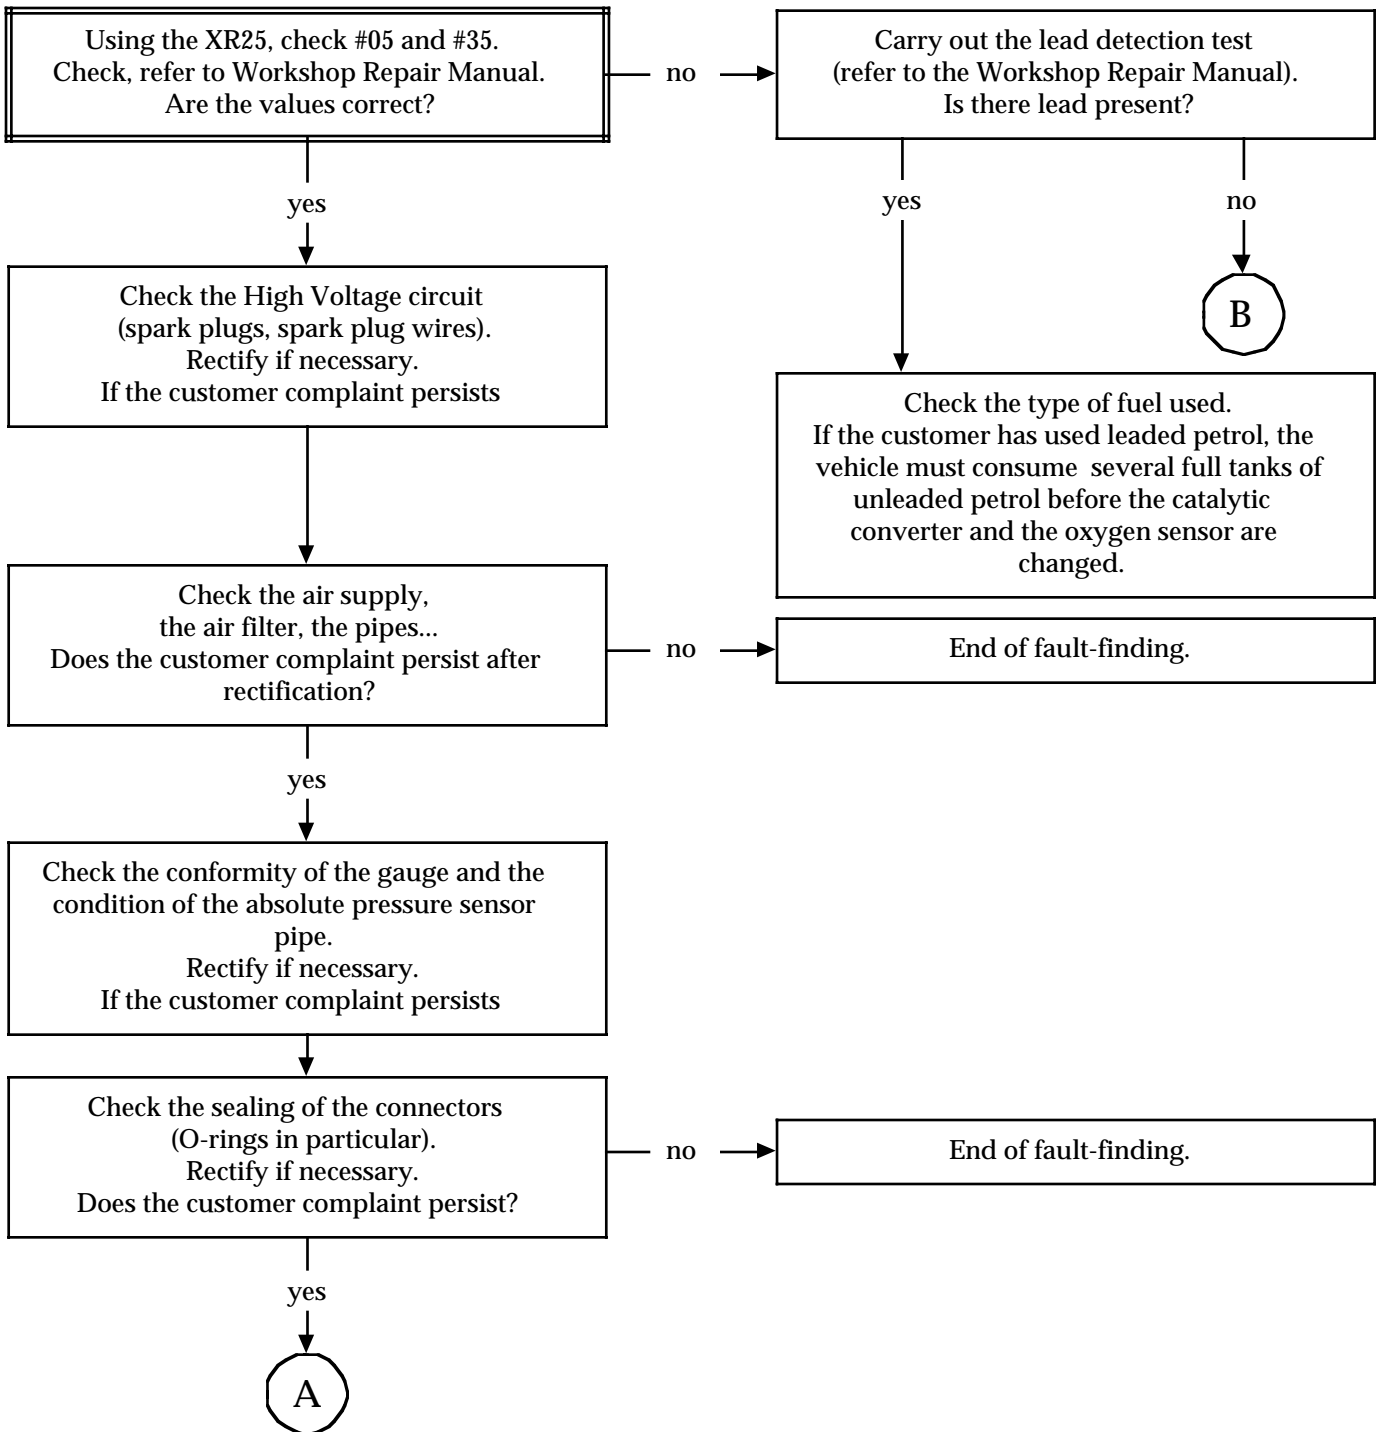 Using the XR25, check #05 and #35.
Check, refer to Workshop Repair Manual.
Are the values correct?
no
Carry out the lead detection test
(refer to the Workshop Repair Manual).
Is there lead present?
yes
yes
no
B
Check the High Voltage circuit
(spark plugs, spark plug wires).
Rectify if necessary.
If the customer complaint persists
Check the type of fuel used.
If the customer has used leaded petrol, the
vehicle must consume several full tanks of
unleaded petrol before the catalytic
converter and the oxygen sensor are
changed.
Check the air supply,
the air filter, the pipes...
Does the customer complaint persist after
rectification?
no
End of fault-finding.
yes
Check the conformity of the gauge and the
condition of the absolute pressure sensor
pipe.
Rectify if necessary.
If the customer complaint persists
Check the sealing of the connectors
(O-rings in particular).
Rectify if necessary.
Does the customer complaint persist?
no
End of fault-finding.
yes
A